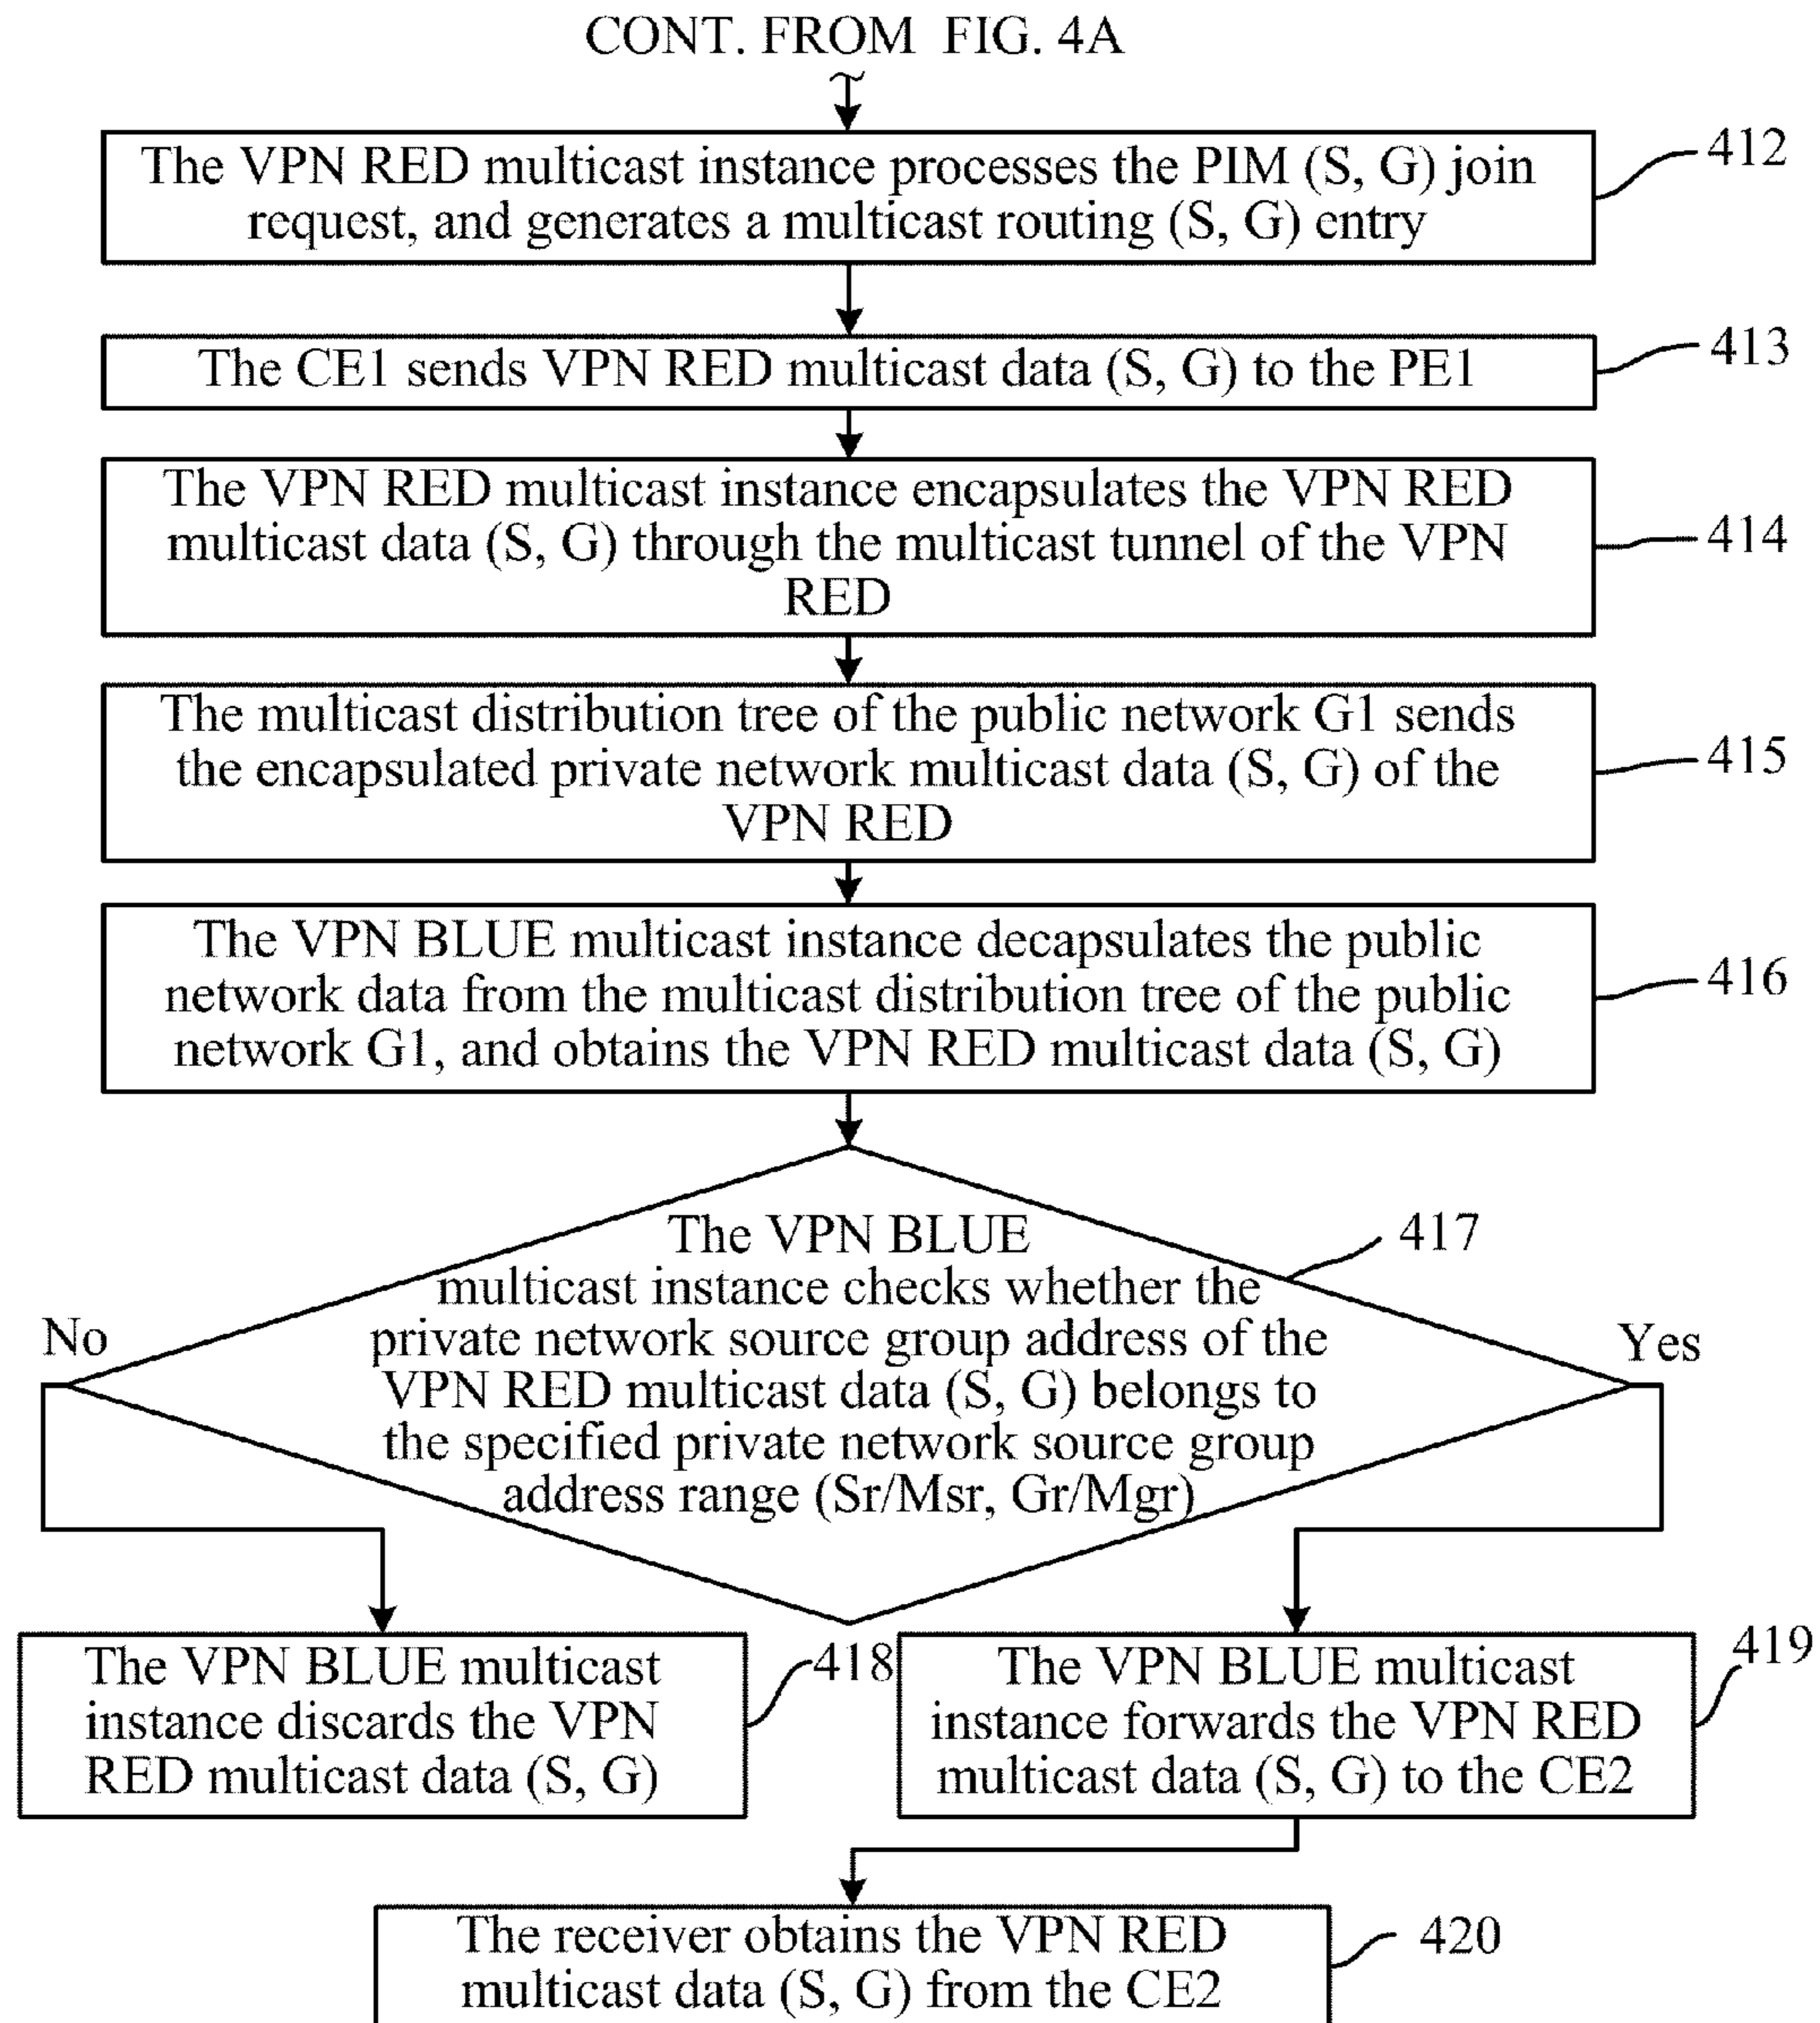 CONT. FROM FIG. 4A
The VPN RED multicast instance processes the PIM (S, G) join
request, and generates a multicast routing (S, G) entry
412
The CE1 sends VPN RED multicast data (S, G) to the PE1
413
The VPN RED multicast instance encapsulates the VPN RED
multicast data (S, G) through the multicast tunnel of the VPN
RED
414
The multicast distribution tree of the public network G1 sends
the encapsulated private network multicast data (S, G) of the
VPN RED
415
The VPN BLUE multicast instance decapsulates the public
network data from the multicast distribution tree of the public
network G1, and obtains the VPN RED multicast data (S, G)
416
The VPN BLUE
multicast instance checks whether the
private network source group address of the
VPN RED multicast data (S, G) belongs to
the specified private network source group
address range (Sr/Msr, Gr/Mgr)
417
No
Yes
The VPN BLUE multicast
instance discards the VPN
RED multicast data (S, G)
418
The VPN BLUE multicast
instance forwards the VPN RED
multicast data (S, G) to the CE2
419
The receiver obtains the VPN RED
multicast data (S, G) from the CE2
420